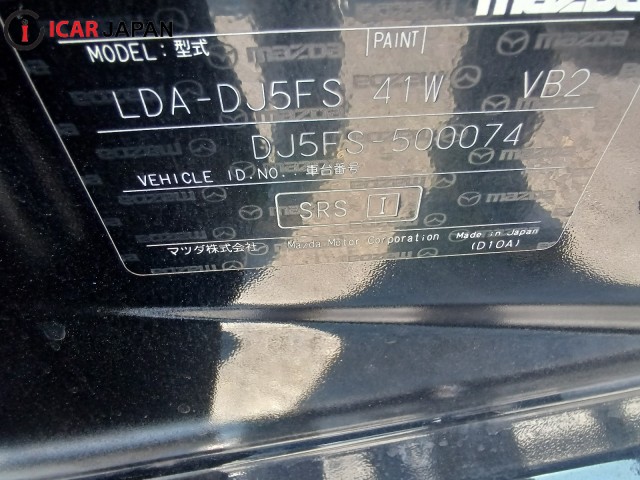 ICAR JAPAN
mazda
MODEL: 型式 PAINT
LDA-DJ5FS 41W VB2
DJ5FS-500074
VEHICLE ID.NO.:車台番号
SRS I
マツダ株式会社 Mazda Motor Corporation Made in Japan
(D10A)